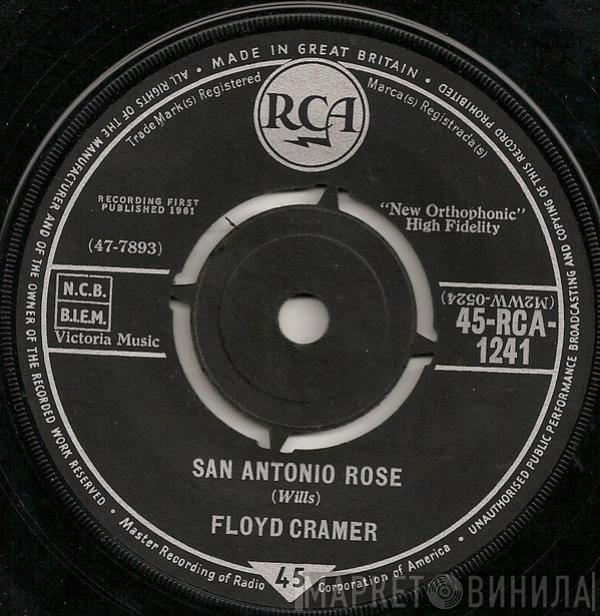 ALL RIGHTS OF THE MANUFACTURER AND OF THE OWNER OF THE RECORDED WORK RESERVED • MADE IN GREAT BRITAIN • UNAUTHORISED PUBLIC PERFORMANCE BROADCASTING AND COPYING OF THIS RECORD PROHIBITED
TradeMark(s) Registered
RCA
Marca(s) Registrada(s)
RECORDING FIRST
PUBLISHED 1961
(47-7893)
"New Orthophonic"
High Fidelity
N.C.B.
B.I.E.M.
Victoria Music
(M2WW-0524)
45-RCA-
1241
SAN ANTONIO ROSE
(Wills)
FLOYD CRAMER
Master Recording of Radio Corporation of America
45
МАРКЕТ ВИНИЛА